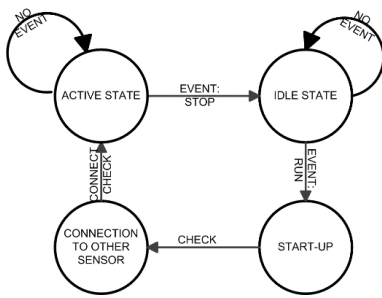 NO
EVENT
NO
EVENT
ACTIVE STATE
EVENT:
STOP
IDLE STATE
CONNECT
CHECK
EVENT:
RUN
CONNECTION
TO OTHER
SENSOR
CHECK
START-UP